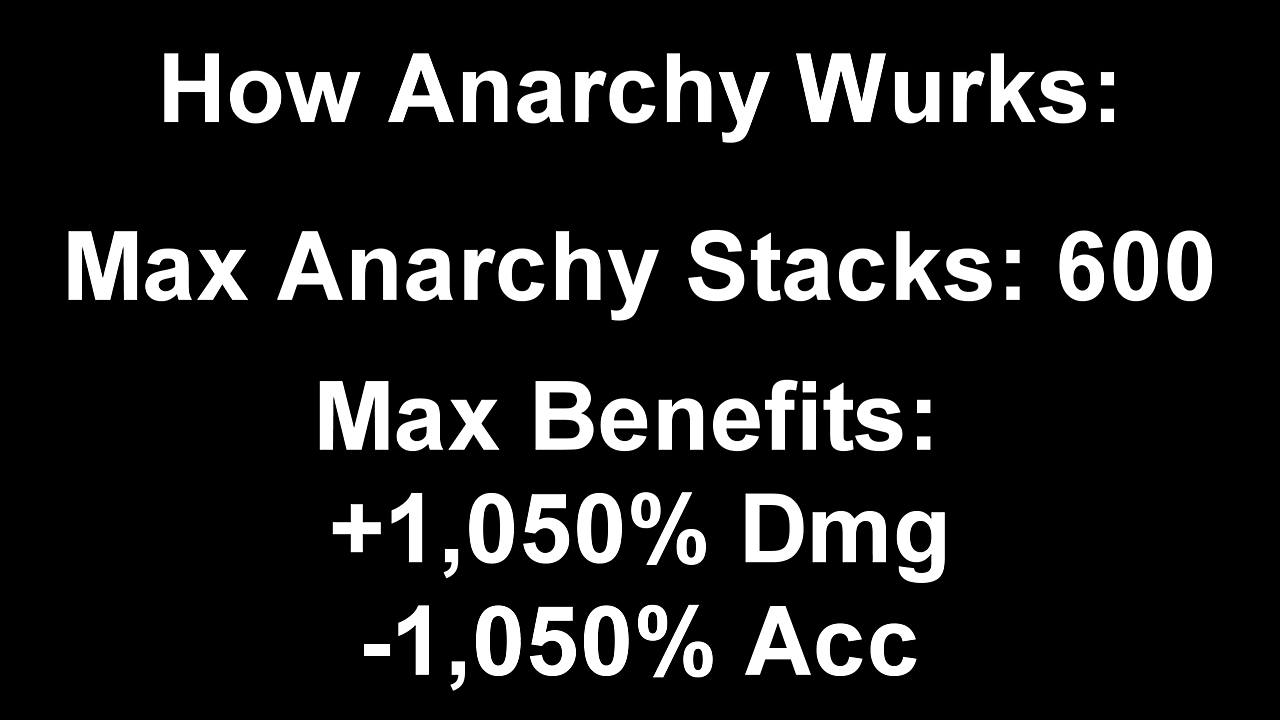 How Anarchy Wurks:
Max Anarchy Stacks: 600
Max Benefits:
+1,050% Dmg
-1,050% Acc